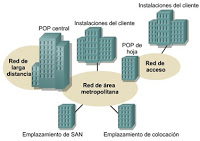 Instalaciones del cliente
Instalaciones del cliente
POP central
POP de
hoja
Red de
larga
distancia
Red de
acceso
Red de área
metropolitana
Emplazamiento de SAN
Emplazamiento de colocación